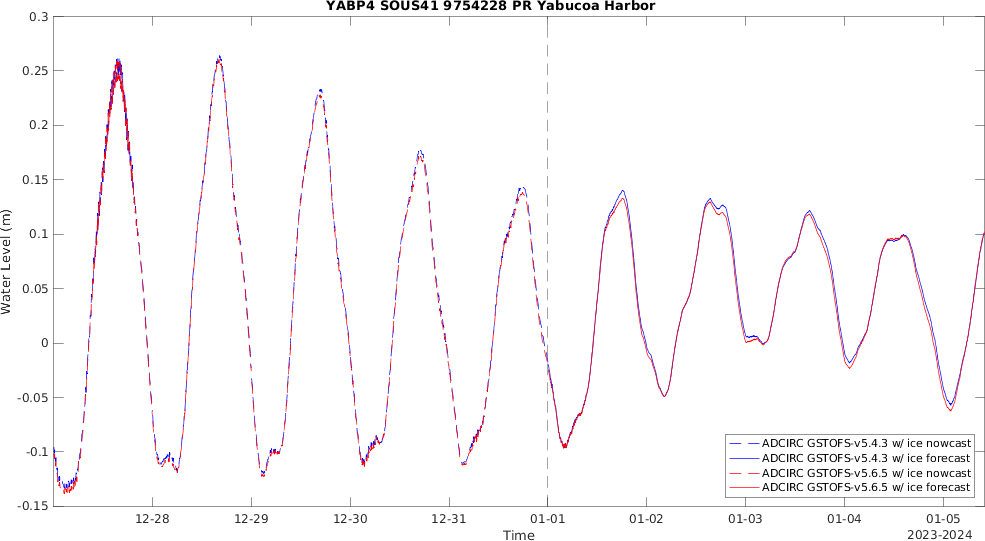 YABP4 SOUS41 9754228 PR Yabucoa Harbor
0.3
0.25
0.2
0.15
0.1
0.05
0
-0.05
-0.1
-0.15
Water Level (m)
12-28 12-29 12-30 12-31 01-01 01-02 01-03 01-04 01-05
Time
2023-2024
ADCIRC GSTOFS-v5.4.3 w/ ice nowcast
ADCIRC GSTOFS-v5.4.3 w/ ice forecast
ADCIRC GSTOFS-v5.6.5 w/ ice nowcast
ADCIRC GSTOFS-v5.6.5 w/ ice forecast